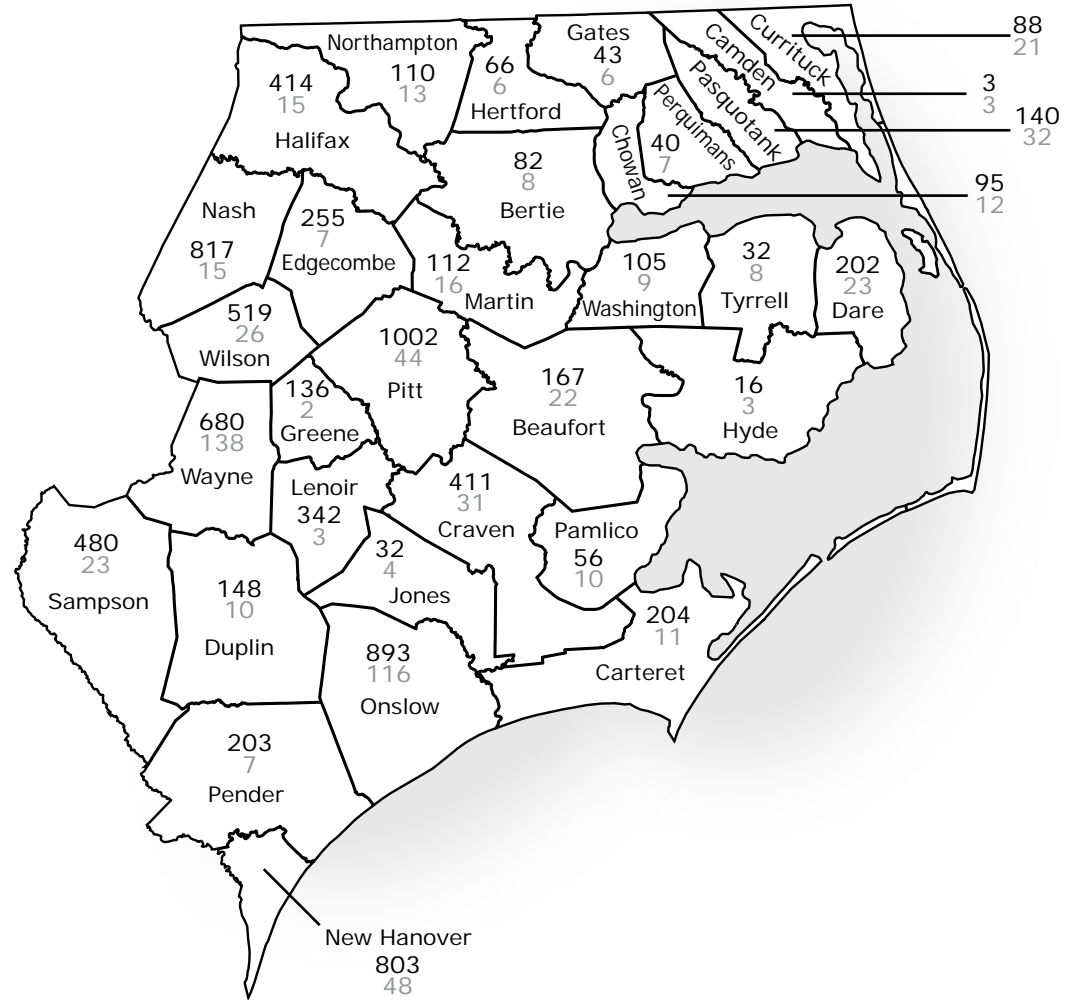 Northampton
110
13
414
15
Halifax
66
6
Hertford
Gates
43
6
Camden
Currituck
88
21
3
3
Pasquotank
140
32
Perquimans
40
7
Chowan
95
12
82
8
Bertie
Nash
817
15
255
7
Edgecombe
112
16
Martin
105
9
Washington
32
8
Tyrrell
202
23
Dare
519
26
Wilson
1002
44
Pitt
136
2
Greene
167
22
Beaufort
16
3
Hyde
680
138
Wayne
Lenoir
342
3
411
31
Craven
Pamlico
56
10
480
23
Sampson
148
10
Duplin
32
4
Jones
204
11
Carteret
893
116
Onslow
203
7
Pender
New Hanover
803
48